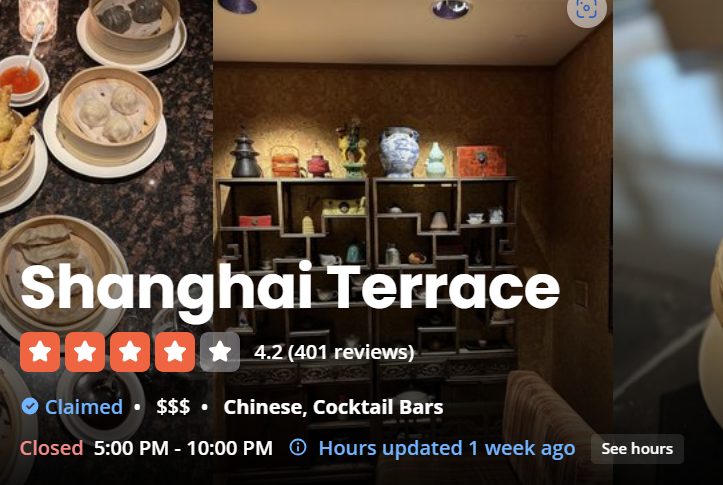 Shanghai Terrace
4.2 (401 reviews)
Claimed • $$$ • Chinese, Cocktail Bars
Closed 5:00 PM - 10:00 PM Hours updated 1 week ago See hours